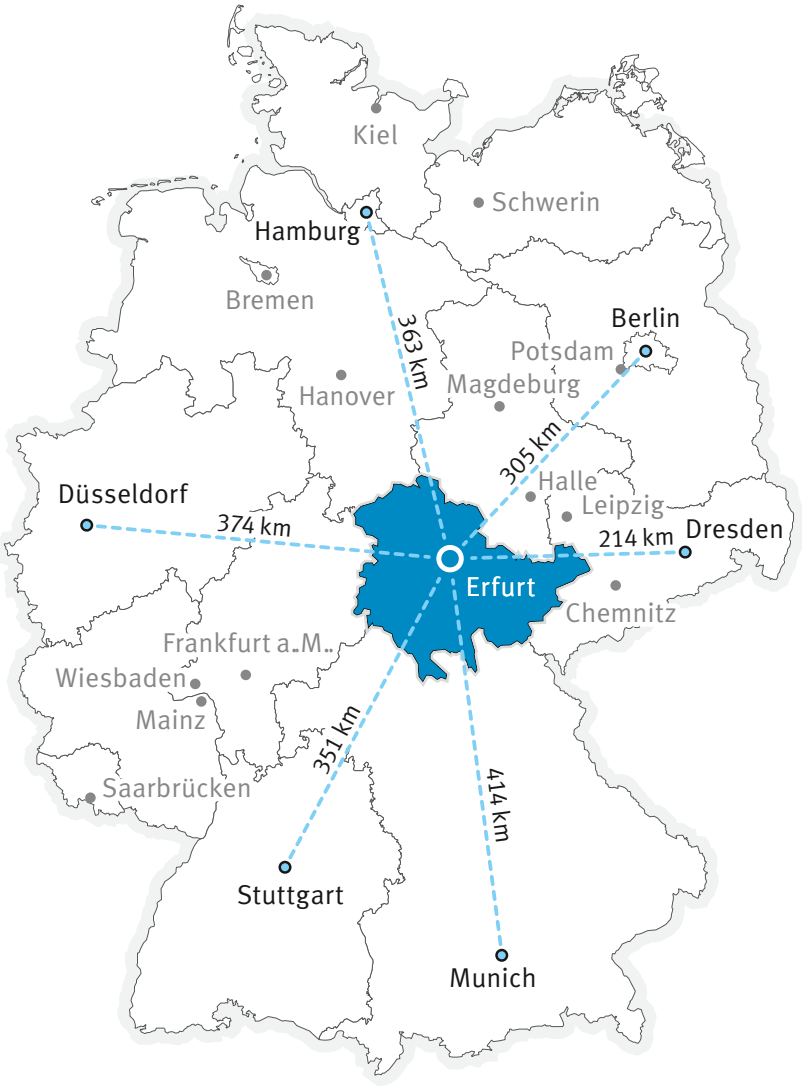 Kiel
Schwerin
Hamburg
Bremen
363 km
Berlin
Potsdam
Hanover
Magdeburg
305 km
Düsseldorf
374 km
Halle
Leipzig
214 km
Dresden
Erfurt
Chemnitz
Frankfurt a..M..
Wiesbaden
Mainz
351 km
414 km
Saarbrücken
Stuttgart
Munich